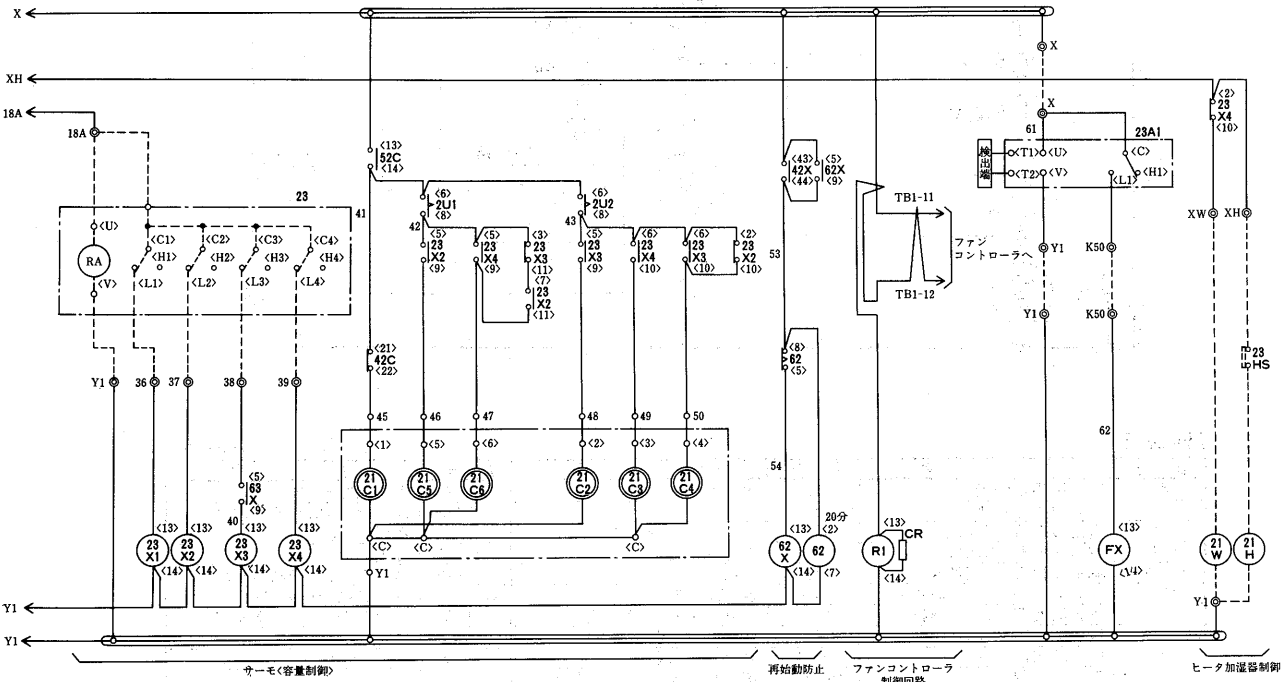 X
XH
18A
18A
X
X
61
23A1
検出端
<T1>
<U>
<C>
<T2>
<V>
<L1>
<H1>
<2>
23
X4
<10>
<13>
52C
<14>
<43>
42X
<44>
<5>
62X
<9>
23
41
<6>
2U1
<8>
42
<6>
2U2
<8>
43
TB1-11
ファン
コントローラへ
TB1-12
XW
XH
<U>
RA
<V>
<C1>
<H1>
<L1>
<C2>
<H2>
<L2>
<C3>
<H3>
<L3>
<C4>
<H4>
<L4>
<5>
23
X2
<9>
<5>
23
X4
<9>
<3>
23
X3
<11>
<7>
23
X2
<11>
<5>
23
X3
<9>
<6>
23
X4
<10>
<6>
23
X3
<10>
<2>
23
X2
<10>
53
Y1
K50
Y1
K50
<21>
42C
<22>
<8>
62
<5>
23
HS
Y1
36
37
38
39
45
46
47
48
49
50
<1>
<5>
<6>
<2>
<3>
<4>
21
C1
21
C5
21
C6
21
C2
21
C3
21
C4
62
54
<5>
63
X
<9>
40
<13>
23
X1
<14>
<13>
23
X2
<14>
<13>
23
X3
<14>
<13>
23
X4
<14>
<C>
<C>
<C>
Y1
20分
<13>
62
X
<14>
<2>
62
<7>
<13>
R1
CR
<14>
<13>
FX
<14>
21
W
21
H
Y1
Y1
Y1
サーモ<容量制御>
再始動防止
ファンコントローラ
制御回路
ヒータ加湿器制御